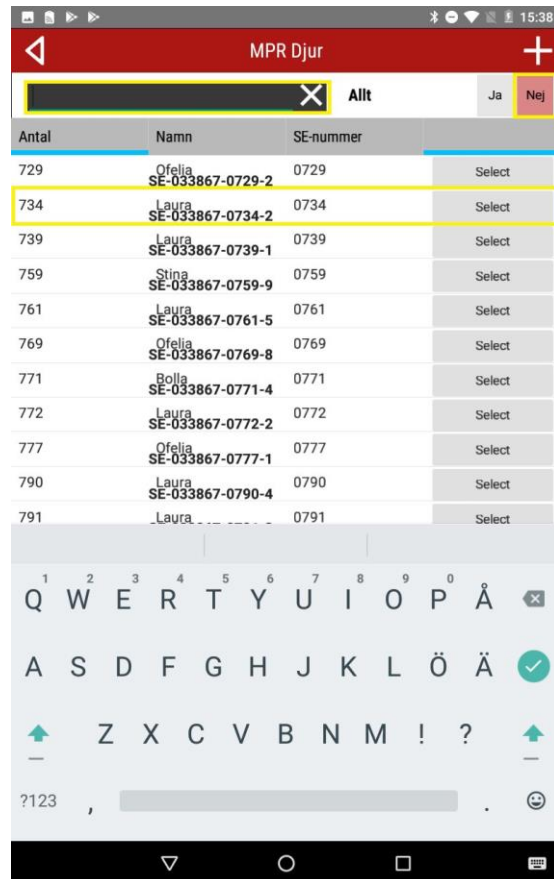 15:38
MPR Djur
Allt Ja Nej
Antal Namn SE-nummer
729 Ofelia 0729 Select
SE-033867-0729-2
734 Laura 0734 Select
SE-033867-0734-2
739 Laura 0739 Select
SE-033867-0739-1
759 Stina 0759 Select
SE-033867-0759-9
761 Laura 0761 Select
SE-033867-0761-5
769 Ofelia 0769 Select
SE-033867-0769-8
771 Bolla 0771 Select
SE-033867-0771-4
772 Laura 0772 Select
SE-033867-0772-2
777 Ofelia 0777 Select
SE-033867-0777-1
790 Laura 0790 Select
SE-033867-0790-4
791 Laura 0791 Select
1 2 3 4 5 6 7 8 9 0
Q W E R T Y U I O P Å
A S D F G H J K L Ö Ä
Z X C V B N M ! ?
?123 , .